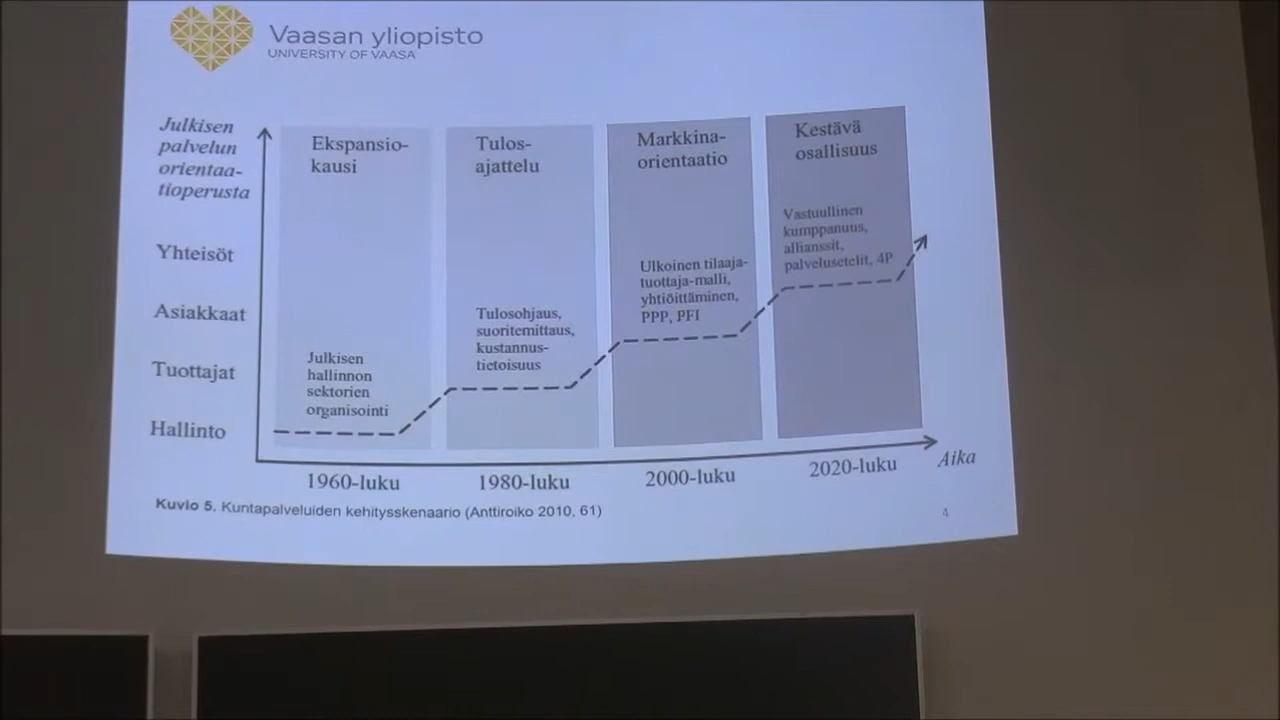 Vaasan yliopisto
UNIVERSITY OF VAASA
Julkisen
palvelun
orientaa-
tioperusta
Yhteisöt
Asiakkaat
Tuottajat
Hallinto
Ekspansio-
kausi
Julkisen
hallinnon
sektorien
organisointi
Tulos-
ajattelu
Tulosohjaus,
suoritemittaus,
kustannus-
tietoisuus
Markkina-
orientaatio
Ulkoinen tilaaja-
tuottaja-malli,
yhtiöittäminen,
PPP, PFI
Kestävä
osallisuus
Vastuullinen
kumppanuus,
allianssit,
palvelusetelit, 4P
1960-luku
1980-luku
2000-luku
2020-luku
Aika
Kuvio 5. Kuntapalveluiden kehitysskenaario (Anttiroiko 2010, 61)
4